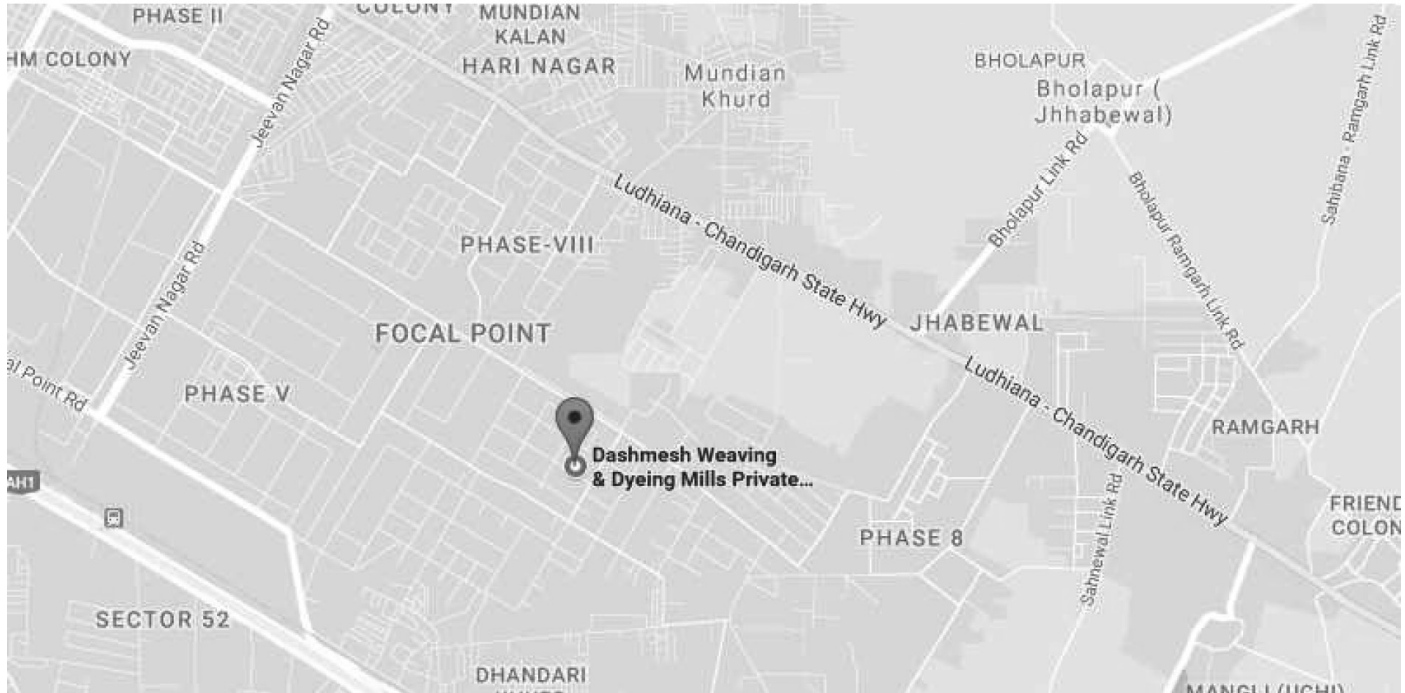 PHASE II
COLONY
MUNDIAN
KALAN
HARI NAGAR
HM COLONY
Jeevan Nagar Rd
Mundian
Khurd
BHOLAPUR
Bholapur (
Jhhabewal)
Sahibana - Ramgarh Link Rd
Bholapur Link Rd
Bholapur Ramgarh Link Rd
Ludhiana - Chandigarh State Hwy
PHASE-VIII
Jeevan Nagar Rd
FOCAL POINT
JHABEWAL
al Point Rd
PHASE V
Ludhiana - Chandigarh State Hwy
RAMGARH
Dashmesh Weaving
& Dyeing Mills Private...
AH1
PHASE 8
Sahnewal Link Rd
FRIEND
COLON
SECTOR 52
DHANDARI
MANGLI (UCHI)